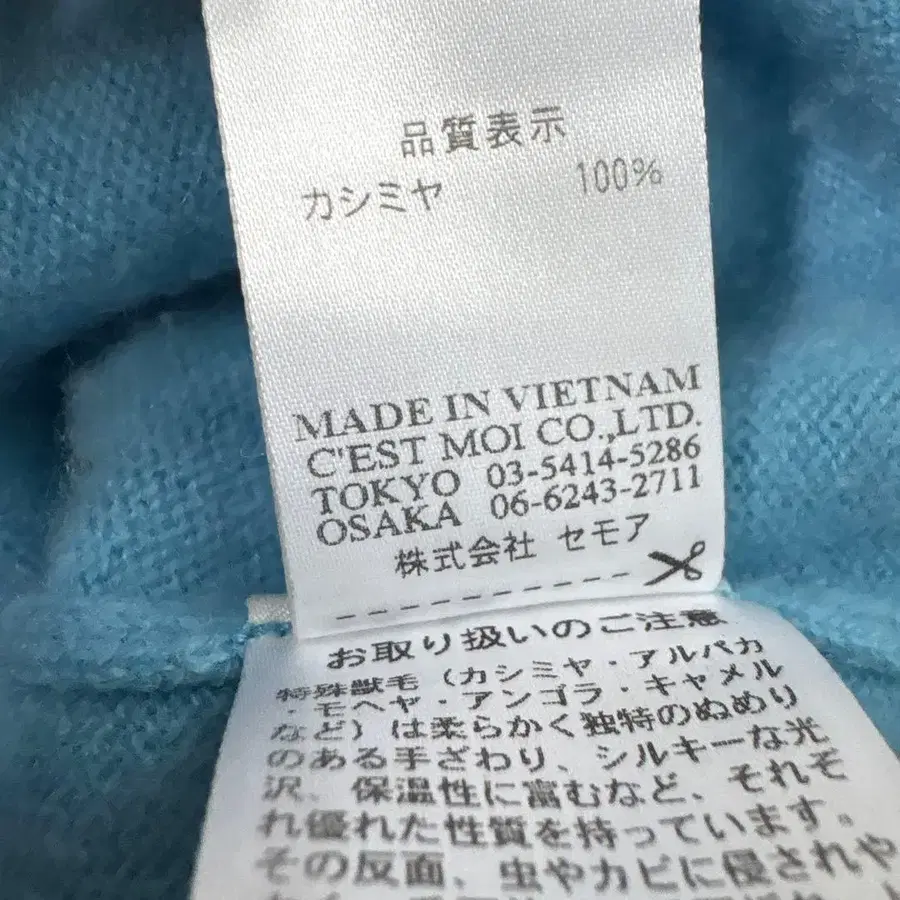 品質表示
カシミヤ 100%
MADE IN VIETNAM
C'EST MOI CO.,LTD.
TOKYO 03-5414-5286
OSAKA 06-6243-2711
株式会社 セモア
お取り扱いのご注意
特殊獣毛(カシミヤ・アルパカ
・モヘヤ・アンゴラ・キャメル
など)は柔らかく独特のぬめり
のある手ざわり、シルキーな光
沢、保温性に富むなど、それぞ
れ優れた性質を持っています。
その反面、虫やカビに侵されや